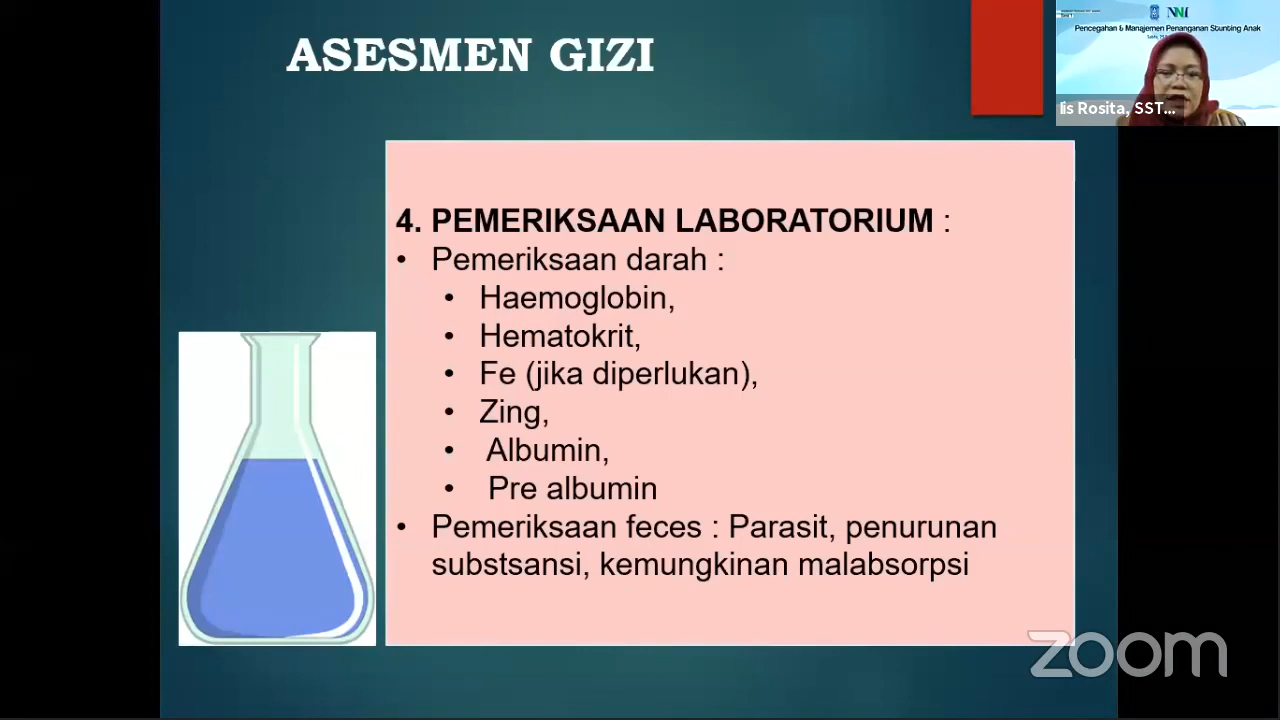 ASESMEN GIZI
4. PEMERIKSAAN LABORATORIUM :
• Pemeriksaan darah :
• Haemoglobin,
• Hematokrit,
• Fe (jika diperlukan),
• Zing,
• Albumin,
• Pre albumin
• Pemeriksaan feces : Parasit, penurunan
substsansi, kemungkinan malabsorpsi
NNI
Pencegahan & Manajemen Penanganan Stunting Anak
Iis Rosita, SST...
zoom